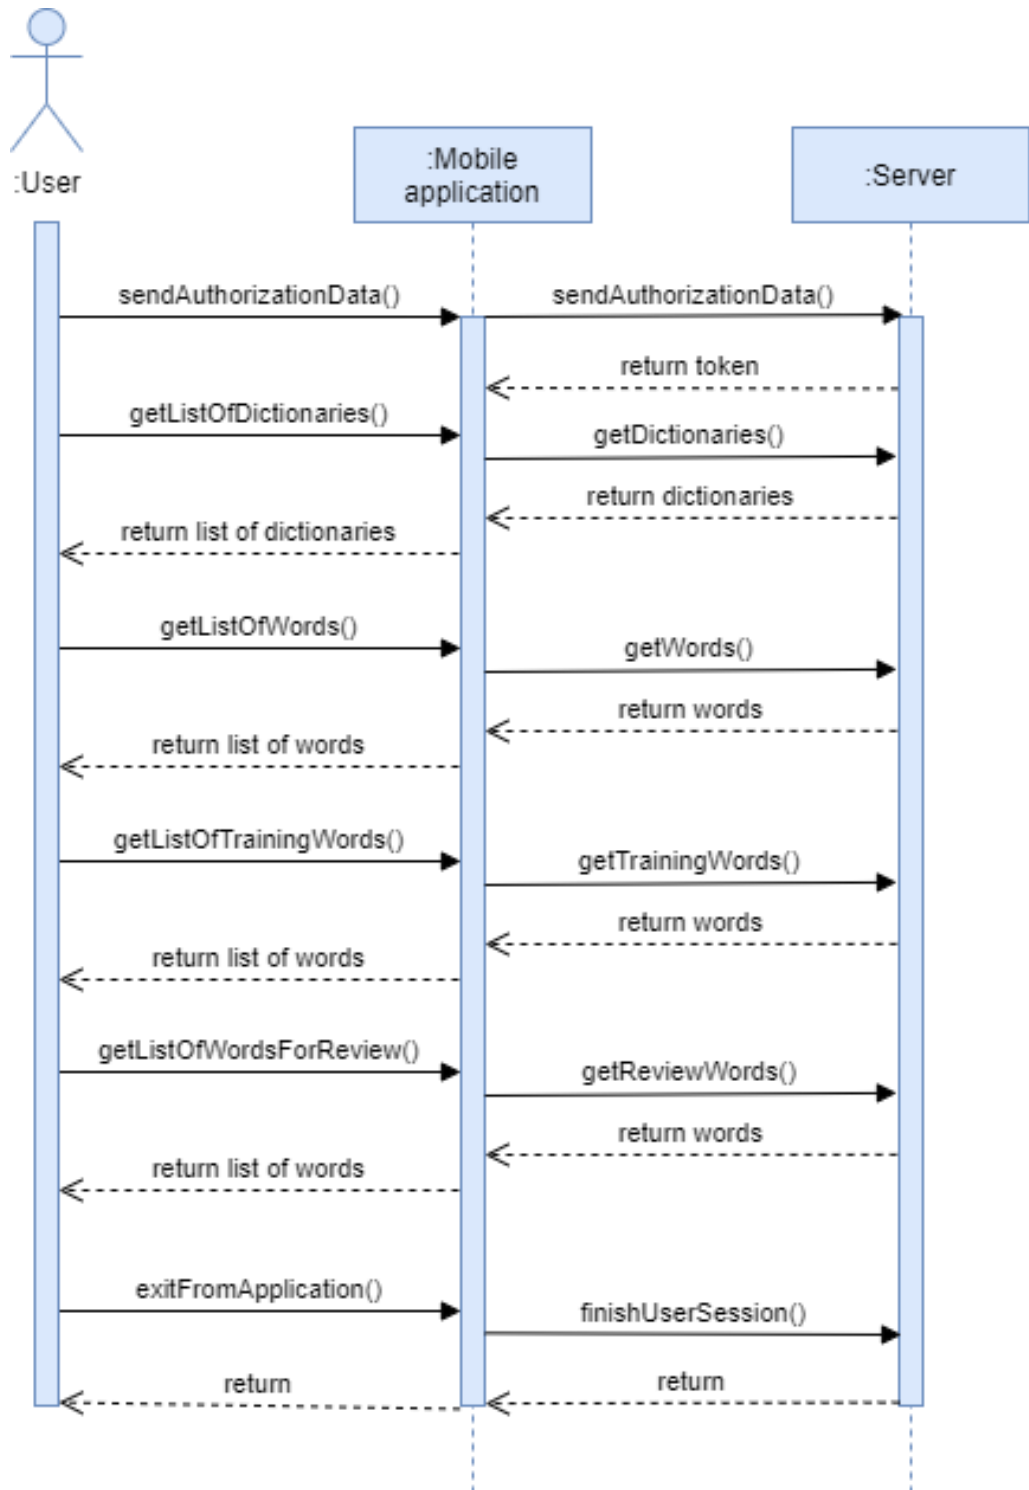 :User
:Mobile
application
:Server
sendAuthorizationData()
sendAuthorizationData()
return token
getListOfDictionaries()
getDictionaries()
return dictionaries
return list of dictionaries
getListOfWords()
getWords()
return words
return list of words
getListOfTrainingWords()
getTrainingWords()
return words
return list of words
getListOfWordsForReview()
getReviewWords()
return words
return list of words
exitFromApplication()
finishUserSession()
return
return